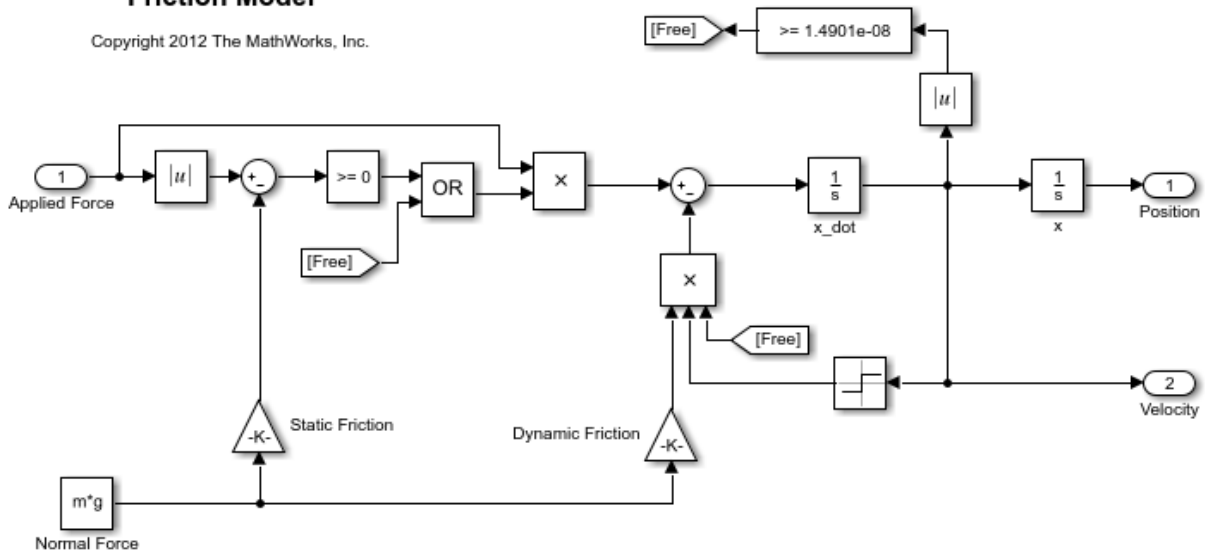 Friction Model
Copyright 2012 The MathWorks, Inc.
[Free]
>= 1.4901e-08
|u|
1
Applied Force
|u|
+
-
>= 0
OR
×
+
-
1
s
x_dot
1
s
x
1
Position
[Free]
×
[Free]
2
Velocity
-K-
Static Friction
Dynamic Friction
-K-
m*g
Normal Force